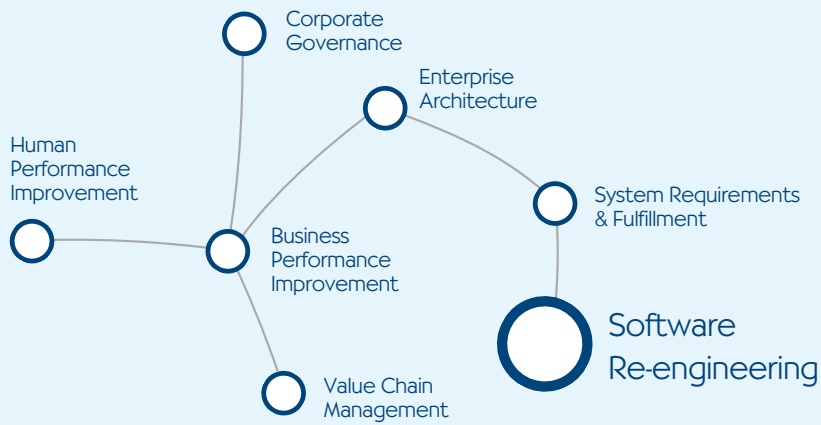 Corporate
Governance
Enterprise
Architecture
Human
Performance
Improvement
System Requirements
& Fulfillment
Business
Performance
Improvement
Software
Re-engineering
Value Chain
Management